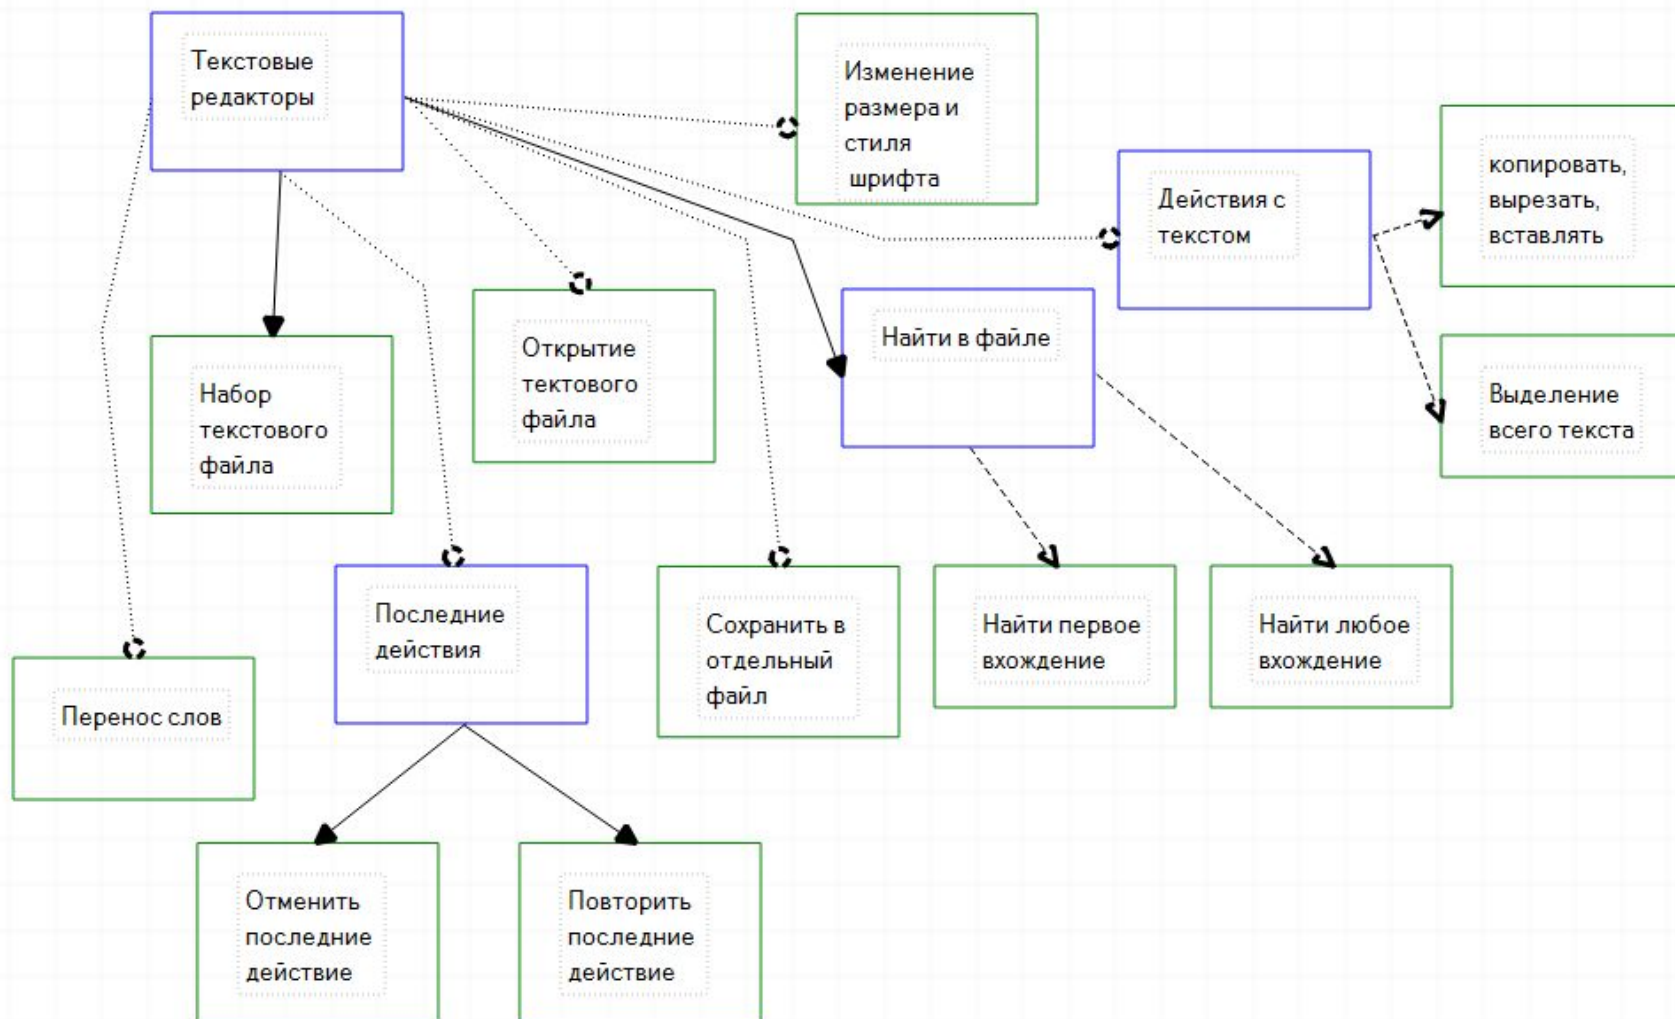 Текстовые
редакторы
Изменение
размера и
стиля
шрифта
Действия с
текстом
копировать,
вырезать,
вставлять
Найти в файле
Открытие
тектового
файла
Набор
текстового
файла
Выделение
всего текста
Последние
действия
Сохранить в
отдельный
файл
Найти первое
вхождение
Найти любое
вхождение
Перенос слов
Отменить
последние
действие
Повторить
последние
действие